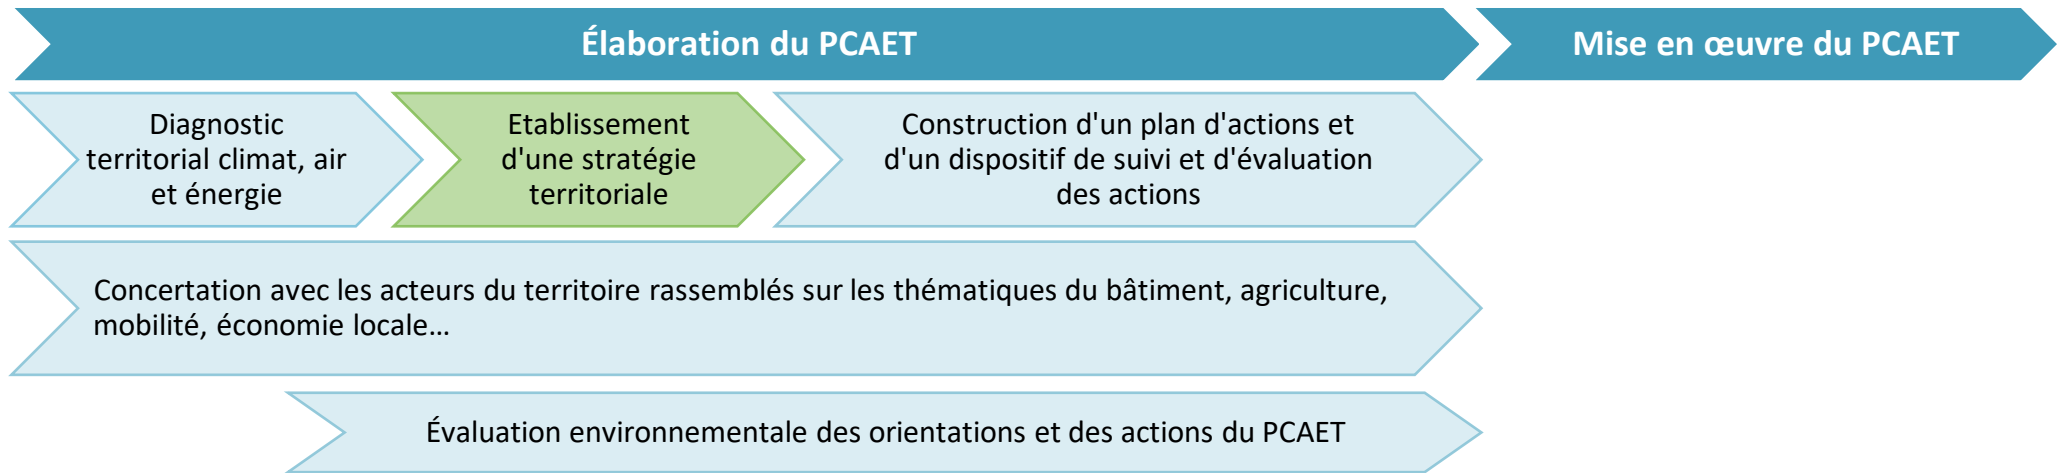 Élaboration du PCAET
Mise en œuvre du PCAET
Diagnostic
territorial climat, air
et énergie
Etablissement
d'une stratégie
territoriale
Construction d'un plan d'actions et
d'un dispositif de suivi et d'évaluation
des actions
Concertation avec les acteurs du territoire rassemblés sur les thématiques du bâtiment, agriculture,
mobilité, économie locale…
Évaluation environnementale des orientations et des actions du PCAET